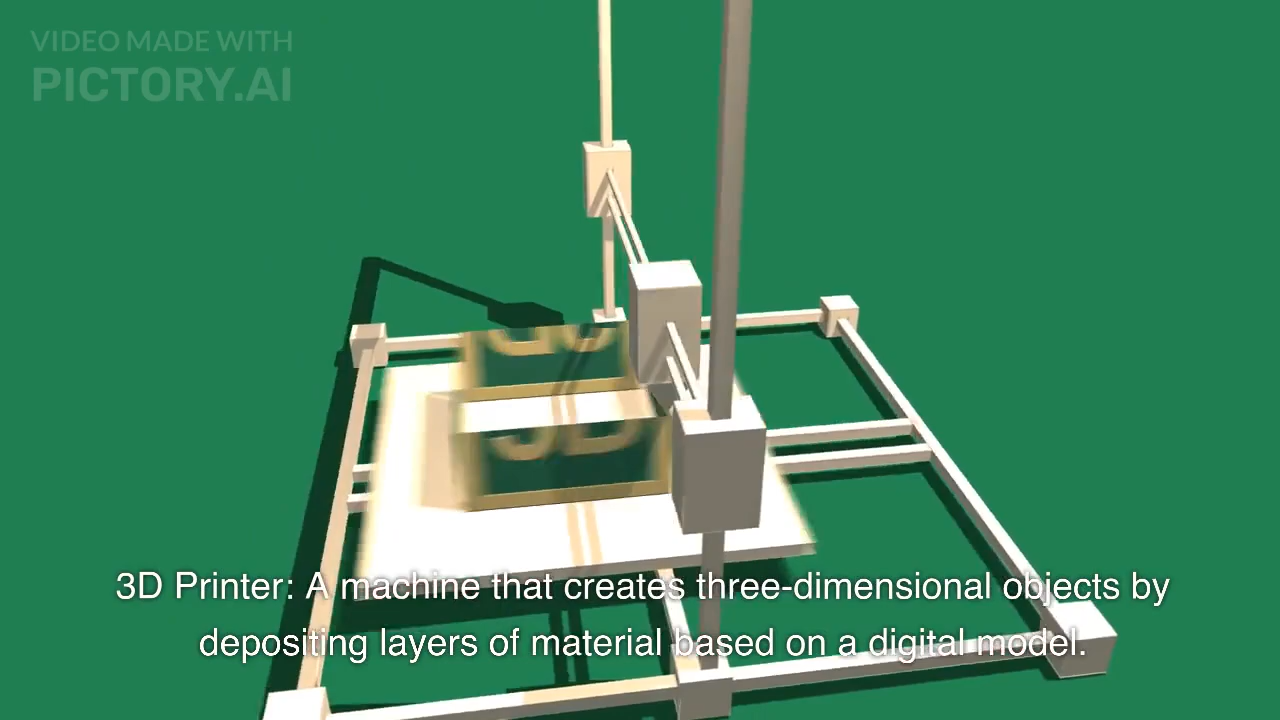 VIDEO MADE WITH
PICTORY.AI
3D
3D Printer: A machine that creates three-dimensional objects by
depositing layers of material based on a digital model.